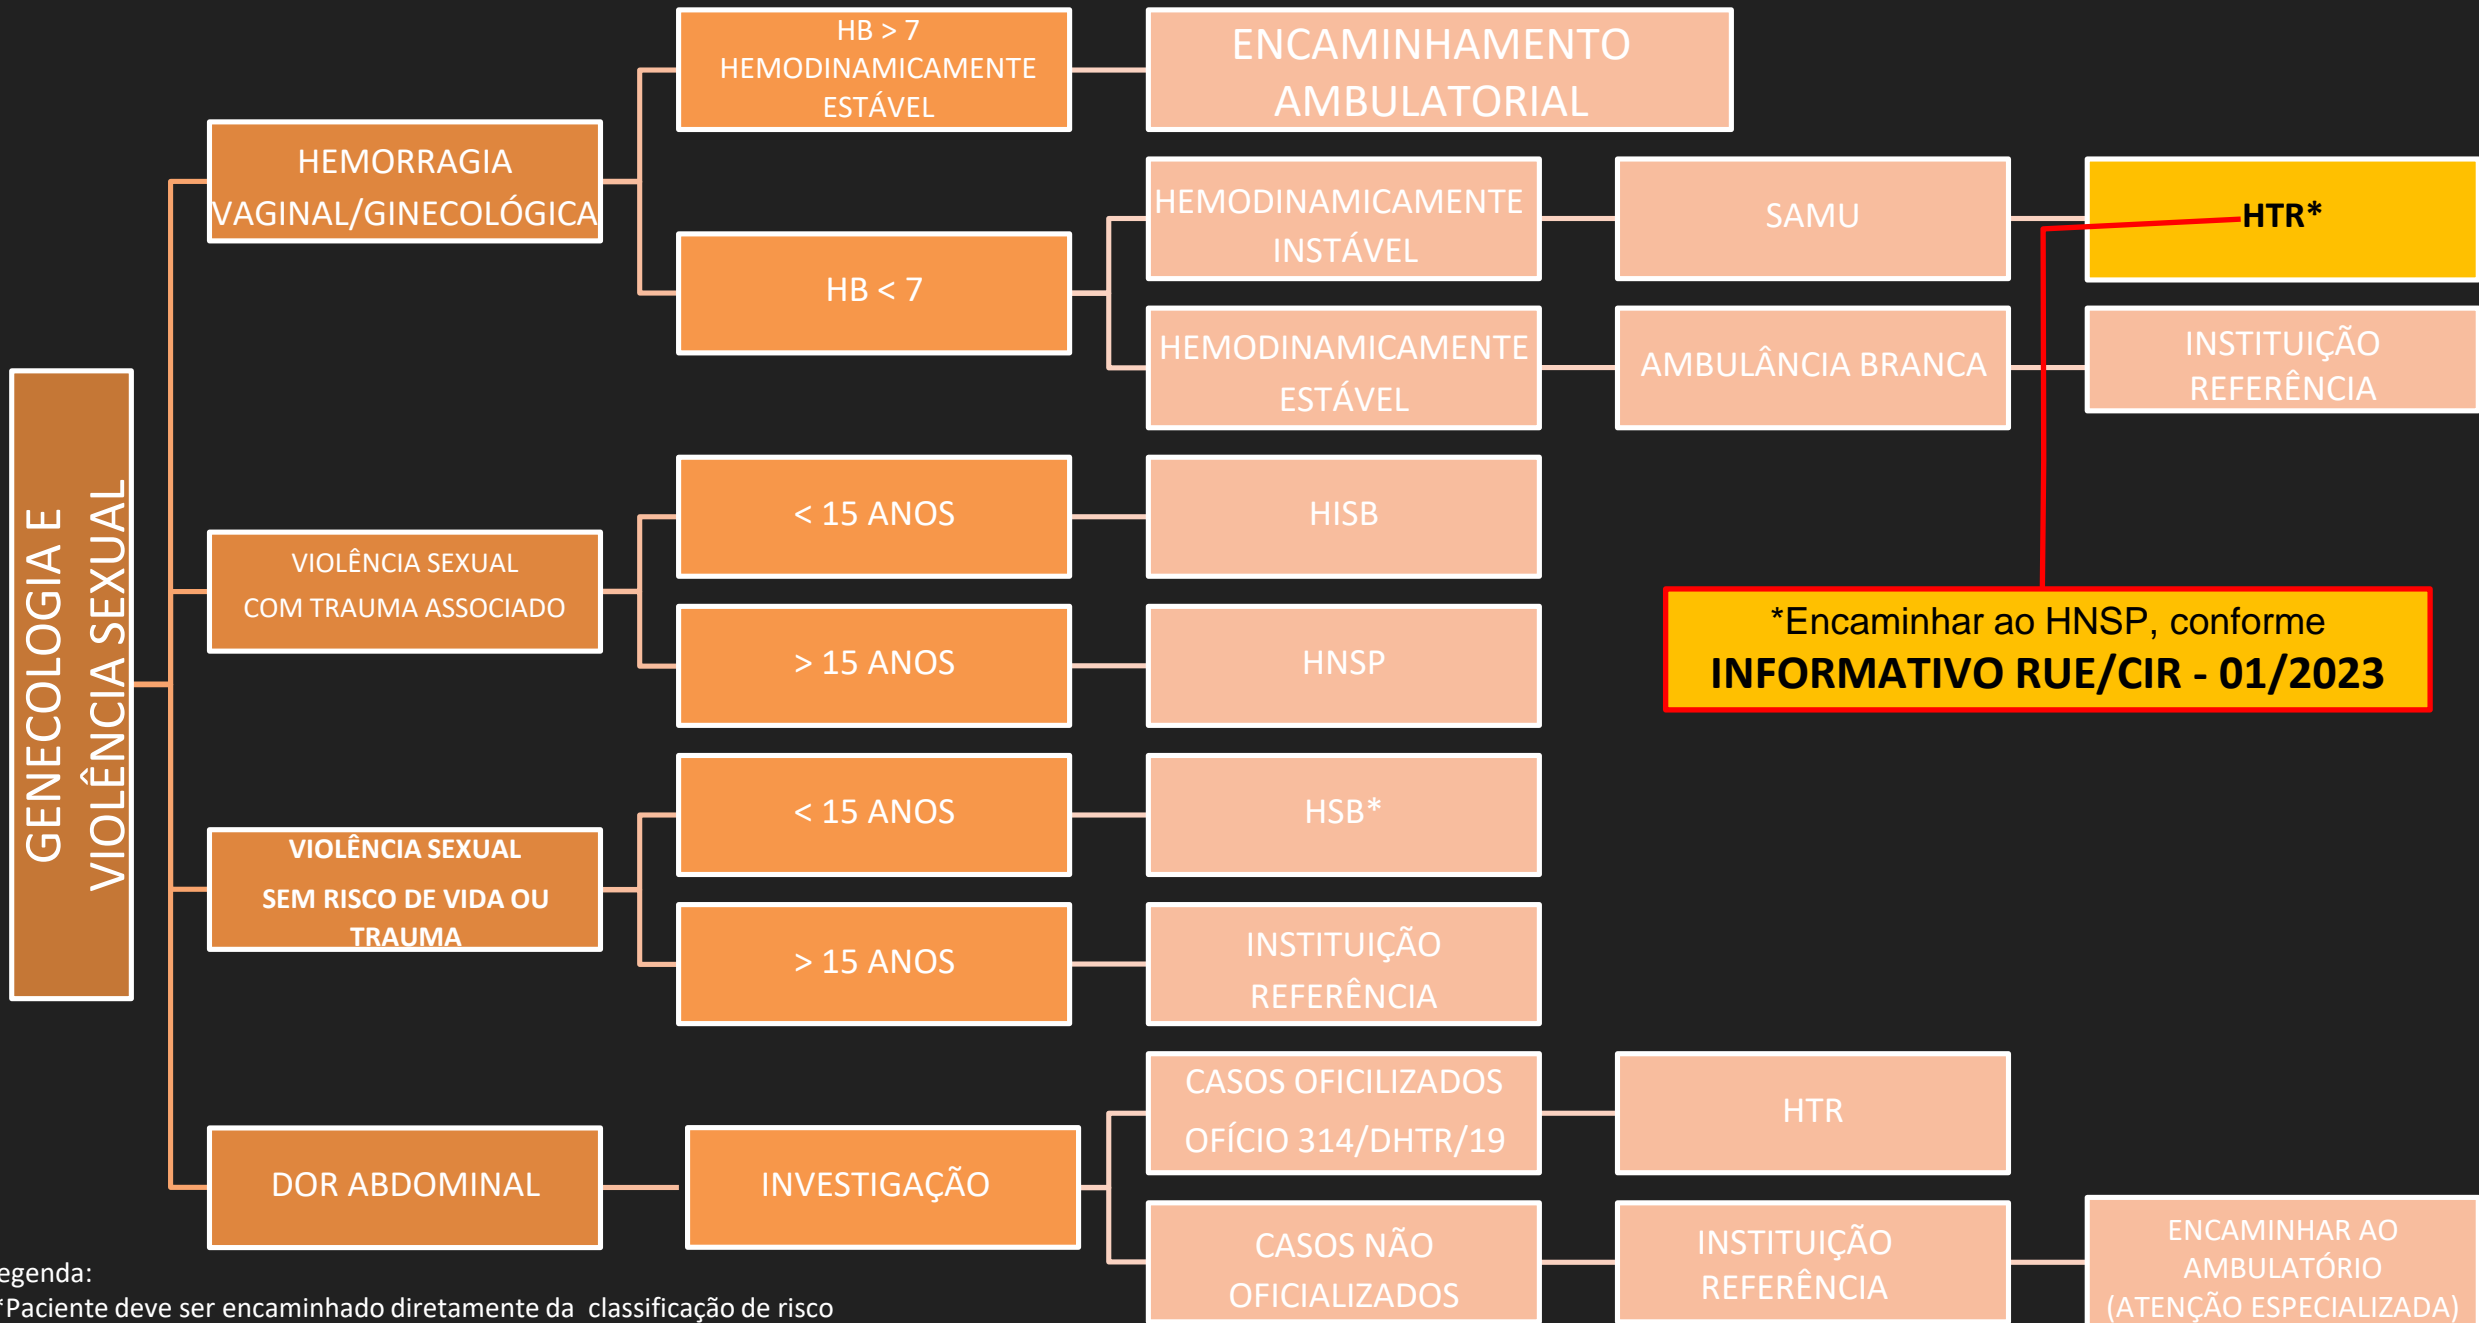 GENECOLOGIA E
VIOLÊNCIA SEXUAL
HEMORRAGIA
VAGINAL/GINECOLÓGICA
HB > 7
HEMODINAMICAMENTE
ESTÁVEL
ENCAMINHAMENTO
AMBULATORIAL
HB < 7
HEMODINAMICAMENTE
INSTÁVEL
SAMU
HTR*
HEMODINAMICAMENTE
ESTÁVEL
AMBULÂNCIA BRANCA
INSTITUIÇÃO
REFERÊNCIA
*Encaminhar ao HNSP, conforme
INFORMATIVO RUE/CIR - 01/2023
VIOLÊNCIA SEXUAL
COM TRAUMA ASSOCIADO
< 15 ANOS
HISB
> 15 ANOS
HNSP
VIOLÊNCIA SEXUAL
SEM RISCO DE VIDA OU
TRAUMA
< 15 ANOS
HSB*
> 15 ANOS
INSTITUIÇÃO
REFERÊNCIA
DOR ABDOMINAL
INVESTIGAÇÃO
CASOS OFICILIZADOS
OFÍCIO 314/DHTR/19
HTR
CASOS NÃO
OFICIALIZADOS
INSTITUIÇÃO
REFERÊNCIA
ENCAMINHAR AO
AMBULATÓRIO
(ATENÇÃO ESPECIALIZADA)
egenda:
*Paciente deve ser encaminhado diretamente da classificação de risco